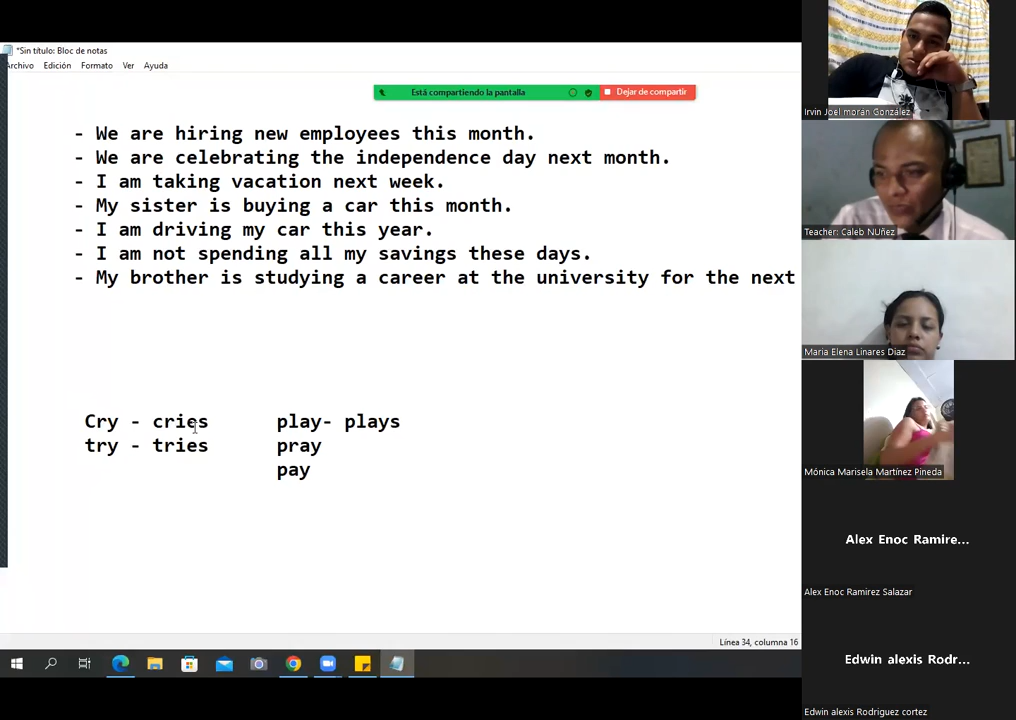 *Sin título: Bloc de notas
Archivo Edición Formato Ver Ayuda
Está compartiendo la pantalla Dejar de compartir
- We are hiring new employees this month.
- We are celebrating the independence day next month.
- I am taking vacation next week.
- My sister is buying a car this month.
- I am driving my car this year.
- I am not spending all my savings these days.
- My brother is studying a career at the university for the next
Cry - cries play- plays
try - tries pray
pay
Línea 34, columna 16
Irvin Joel moran González
Teacher: Caleb NUñez
Maria Elena Linares Diaz
Mónica Marisela Martínez Pineda
Alex Enoc Ramire...
Alex Enoc Ramirez Salazar
Edwin alexis Rodr...
Edwin alexis Rodriguez cortez